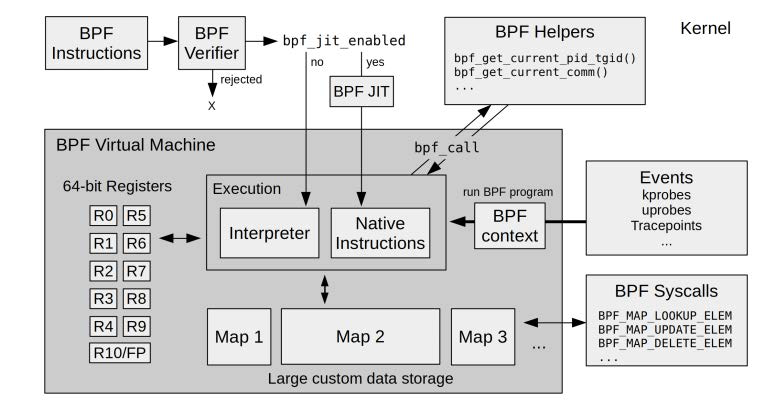 BPF
Instructions
BPF
Verifier
bpf_jit_enabled
BPF Helpers
bpf_get_current_pid_tgid()
bpf_get_current_comm()
...
Kernel
rejected
X
no
yes
BPF JIT
bpf_call
BPF Virtual Machine
64-bit Registers
R0 R5
R1 R6
R2 R7
R3 R8
R4 R9
R10/FP
Execution
Interpreter
Native
Instructions
run BPF program
BPF
context
Events
kprobes
uprobes
Tracepoints
...
Map 1
Map 2
Map 3
...
Large custom data storage
BPF Syscalls
BPF_MAP_LOOKUP_ELEM
BPF_MAP_UPDATE_ELEM
BPF_MAP_DELETE_ELEM
...